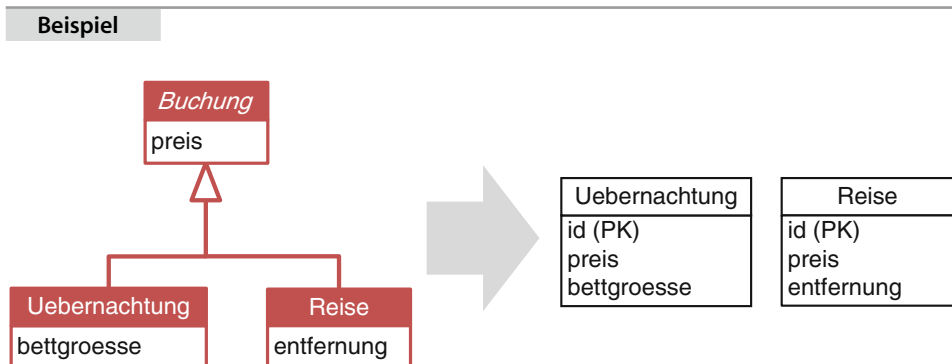 Beispiel
Buchung
preis
Uebernachtung
bettgroesse
Reise
entfernung
Uebernachtung
id (PK)
preis
bettgroesse
Reise
id (PK)
preis
entfernung